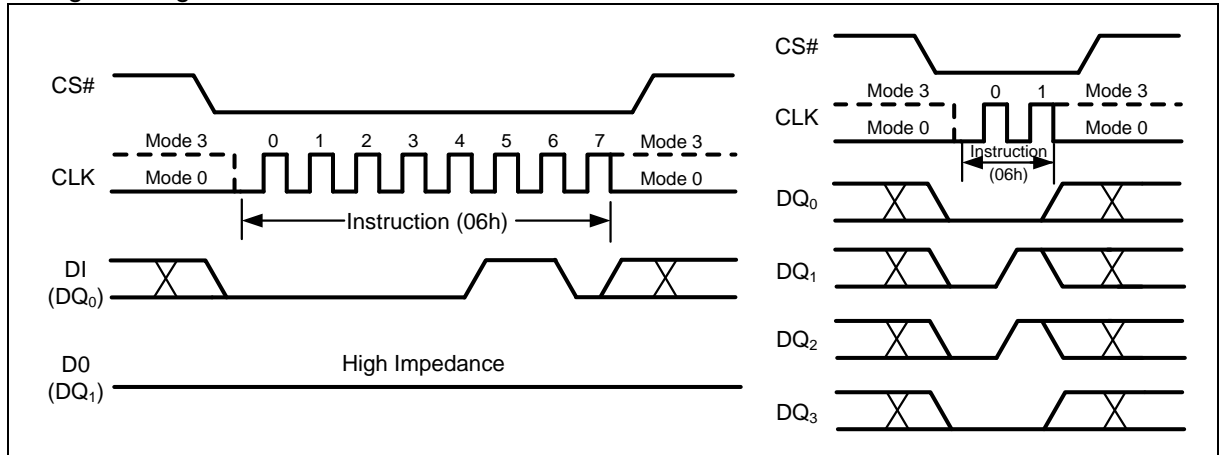 CS#
Mode 3 0 1 2 3 4 5 6 7 Mode 3
CLK
Mode 0 Mode 0
Instruction (06h)
DI
(DQ0)
D0
(DQ1)
High Impedance
CS#
Mode 3 0 1 Mode 3
CLK
Mode 0 Mode 0
Instruction
(06h)
DQ0
DQ1
DQ2
DQ3